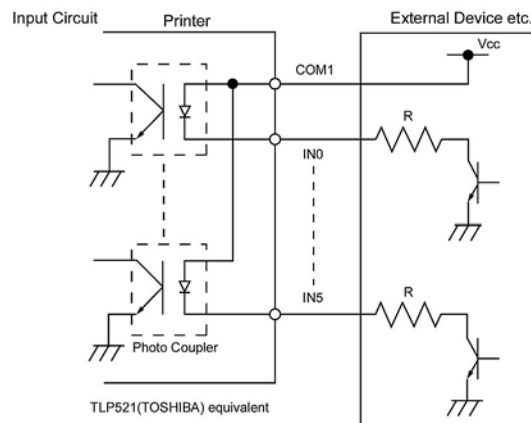 Input Circuit
Printer
External Device etc.
Vcc
COM1
R
IN0
R
IN5
Photo Coupler
TLP521(TOSHIBA) equivalent